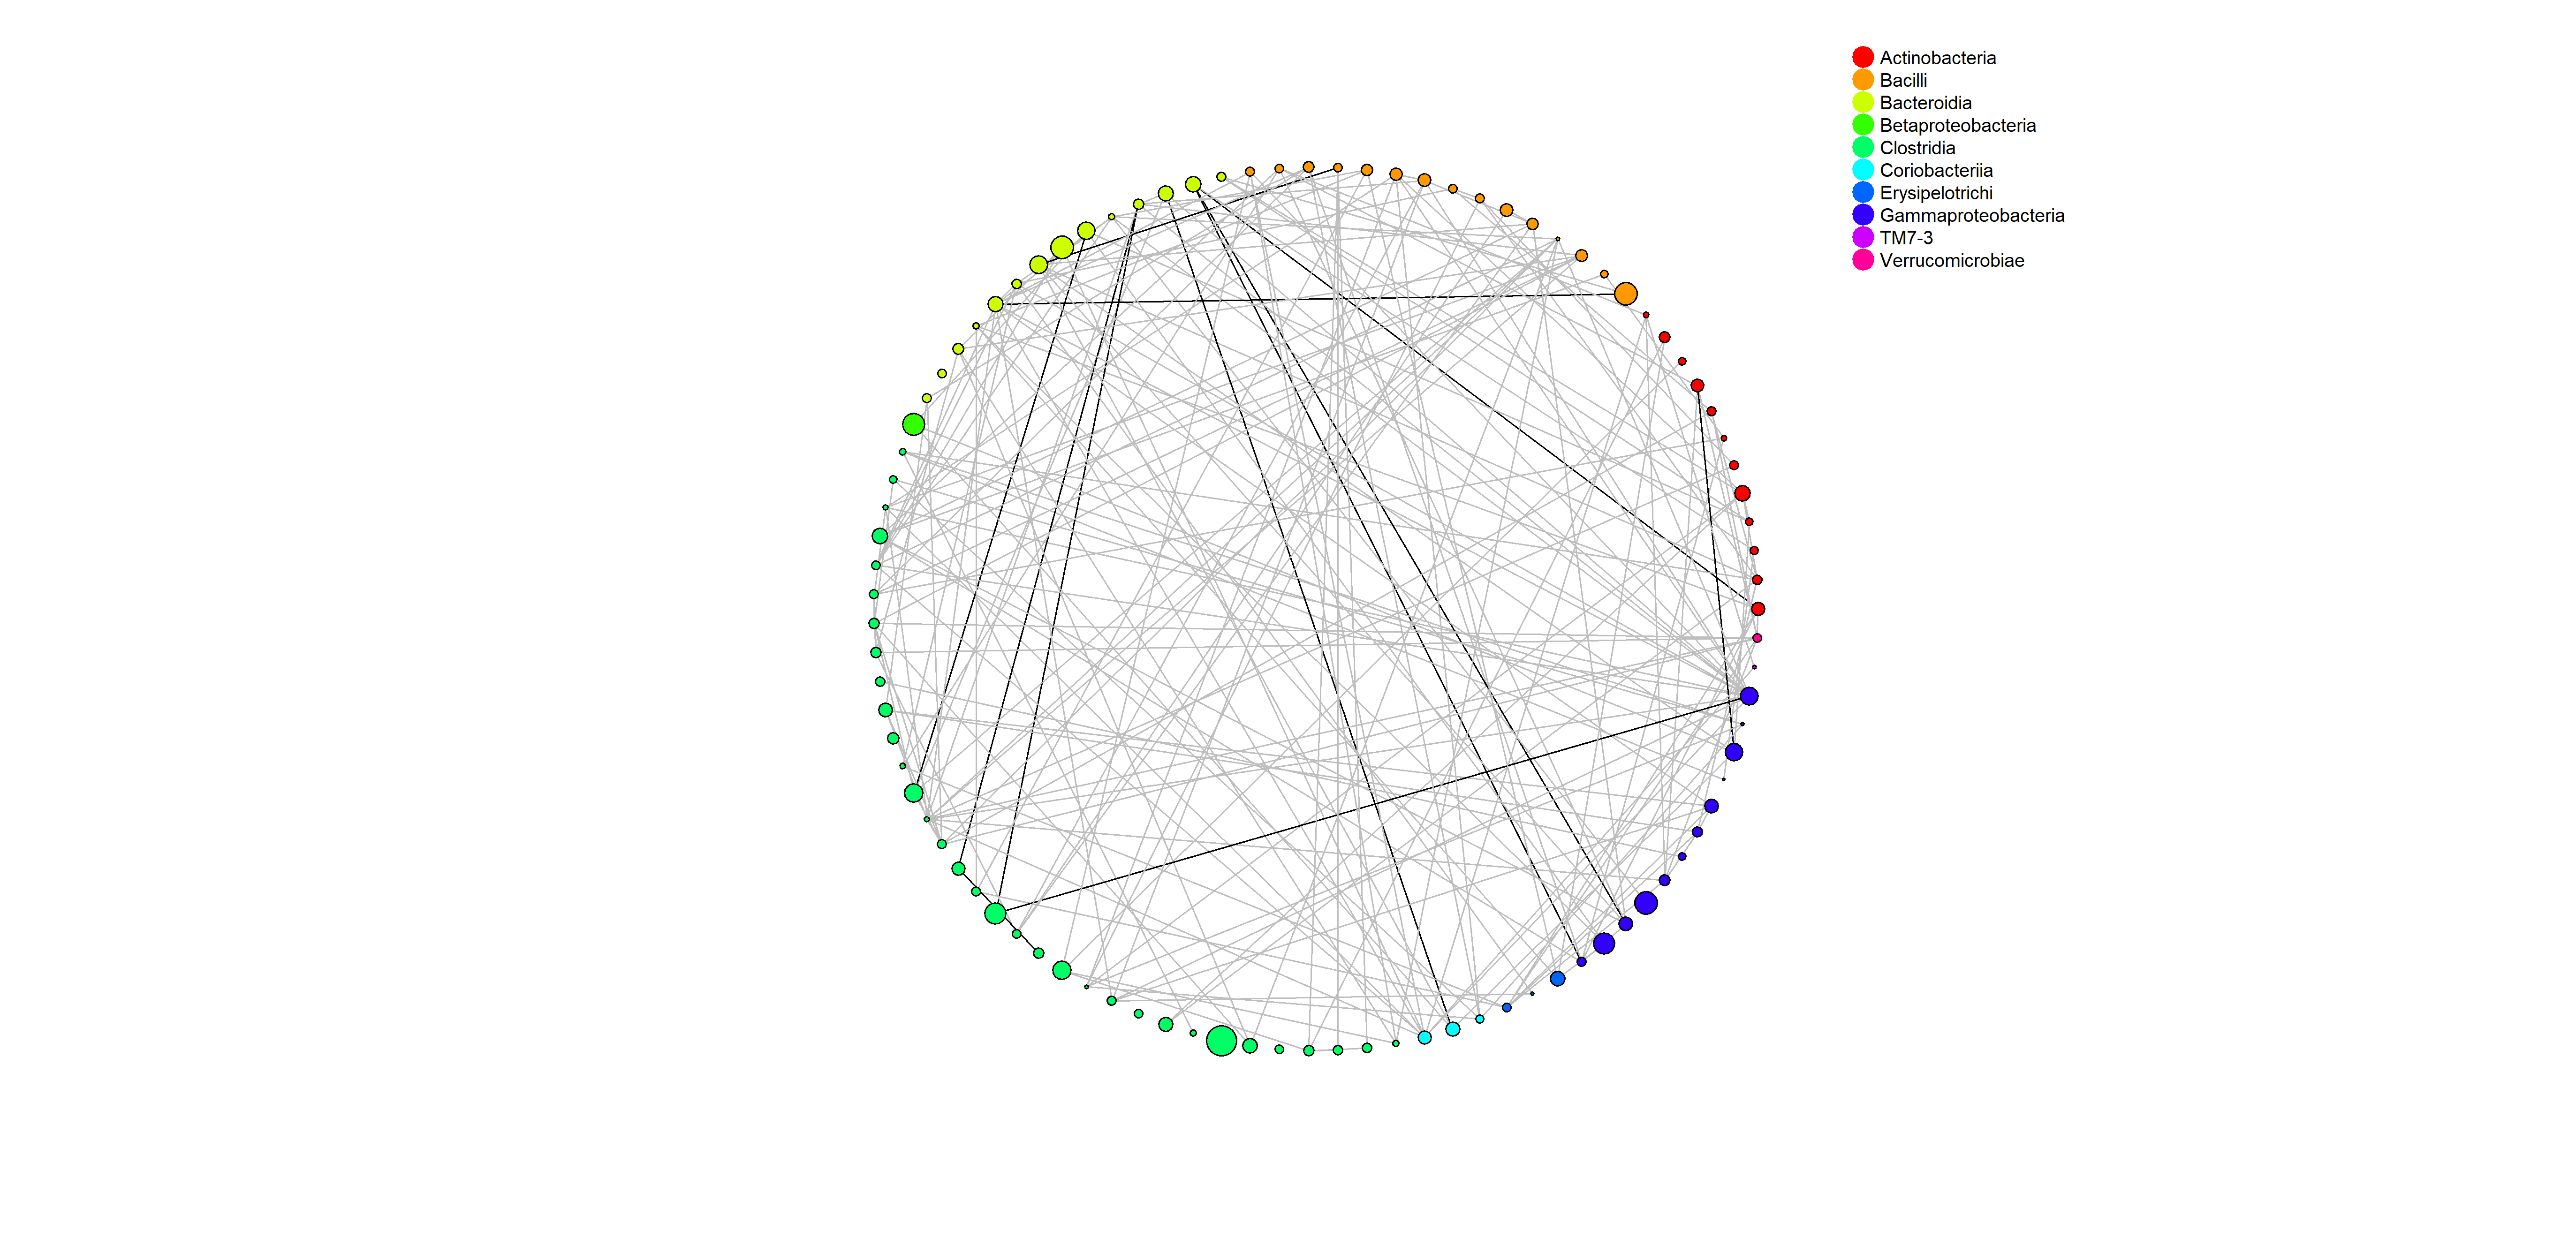 Actinobacteria
Bacilli
Bacteroidia
Betaproteobacteria
Clostridia
Coriobacteriia
Erysipelotrichi
Gammaproteobacteria
TM7-3
Verrucomicrobiae